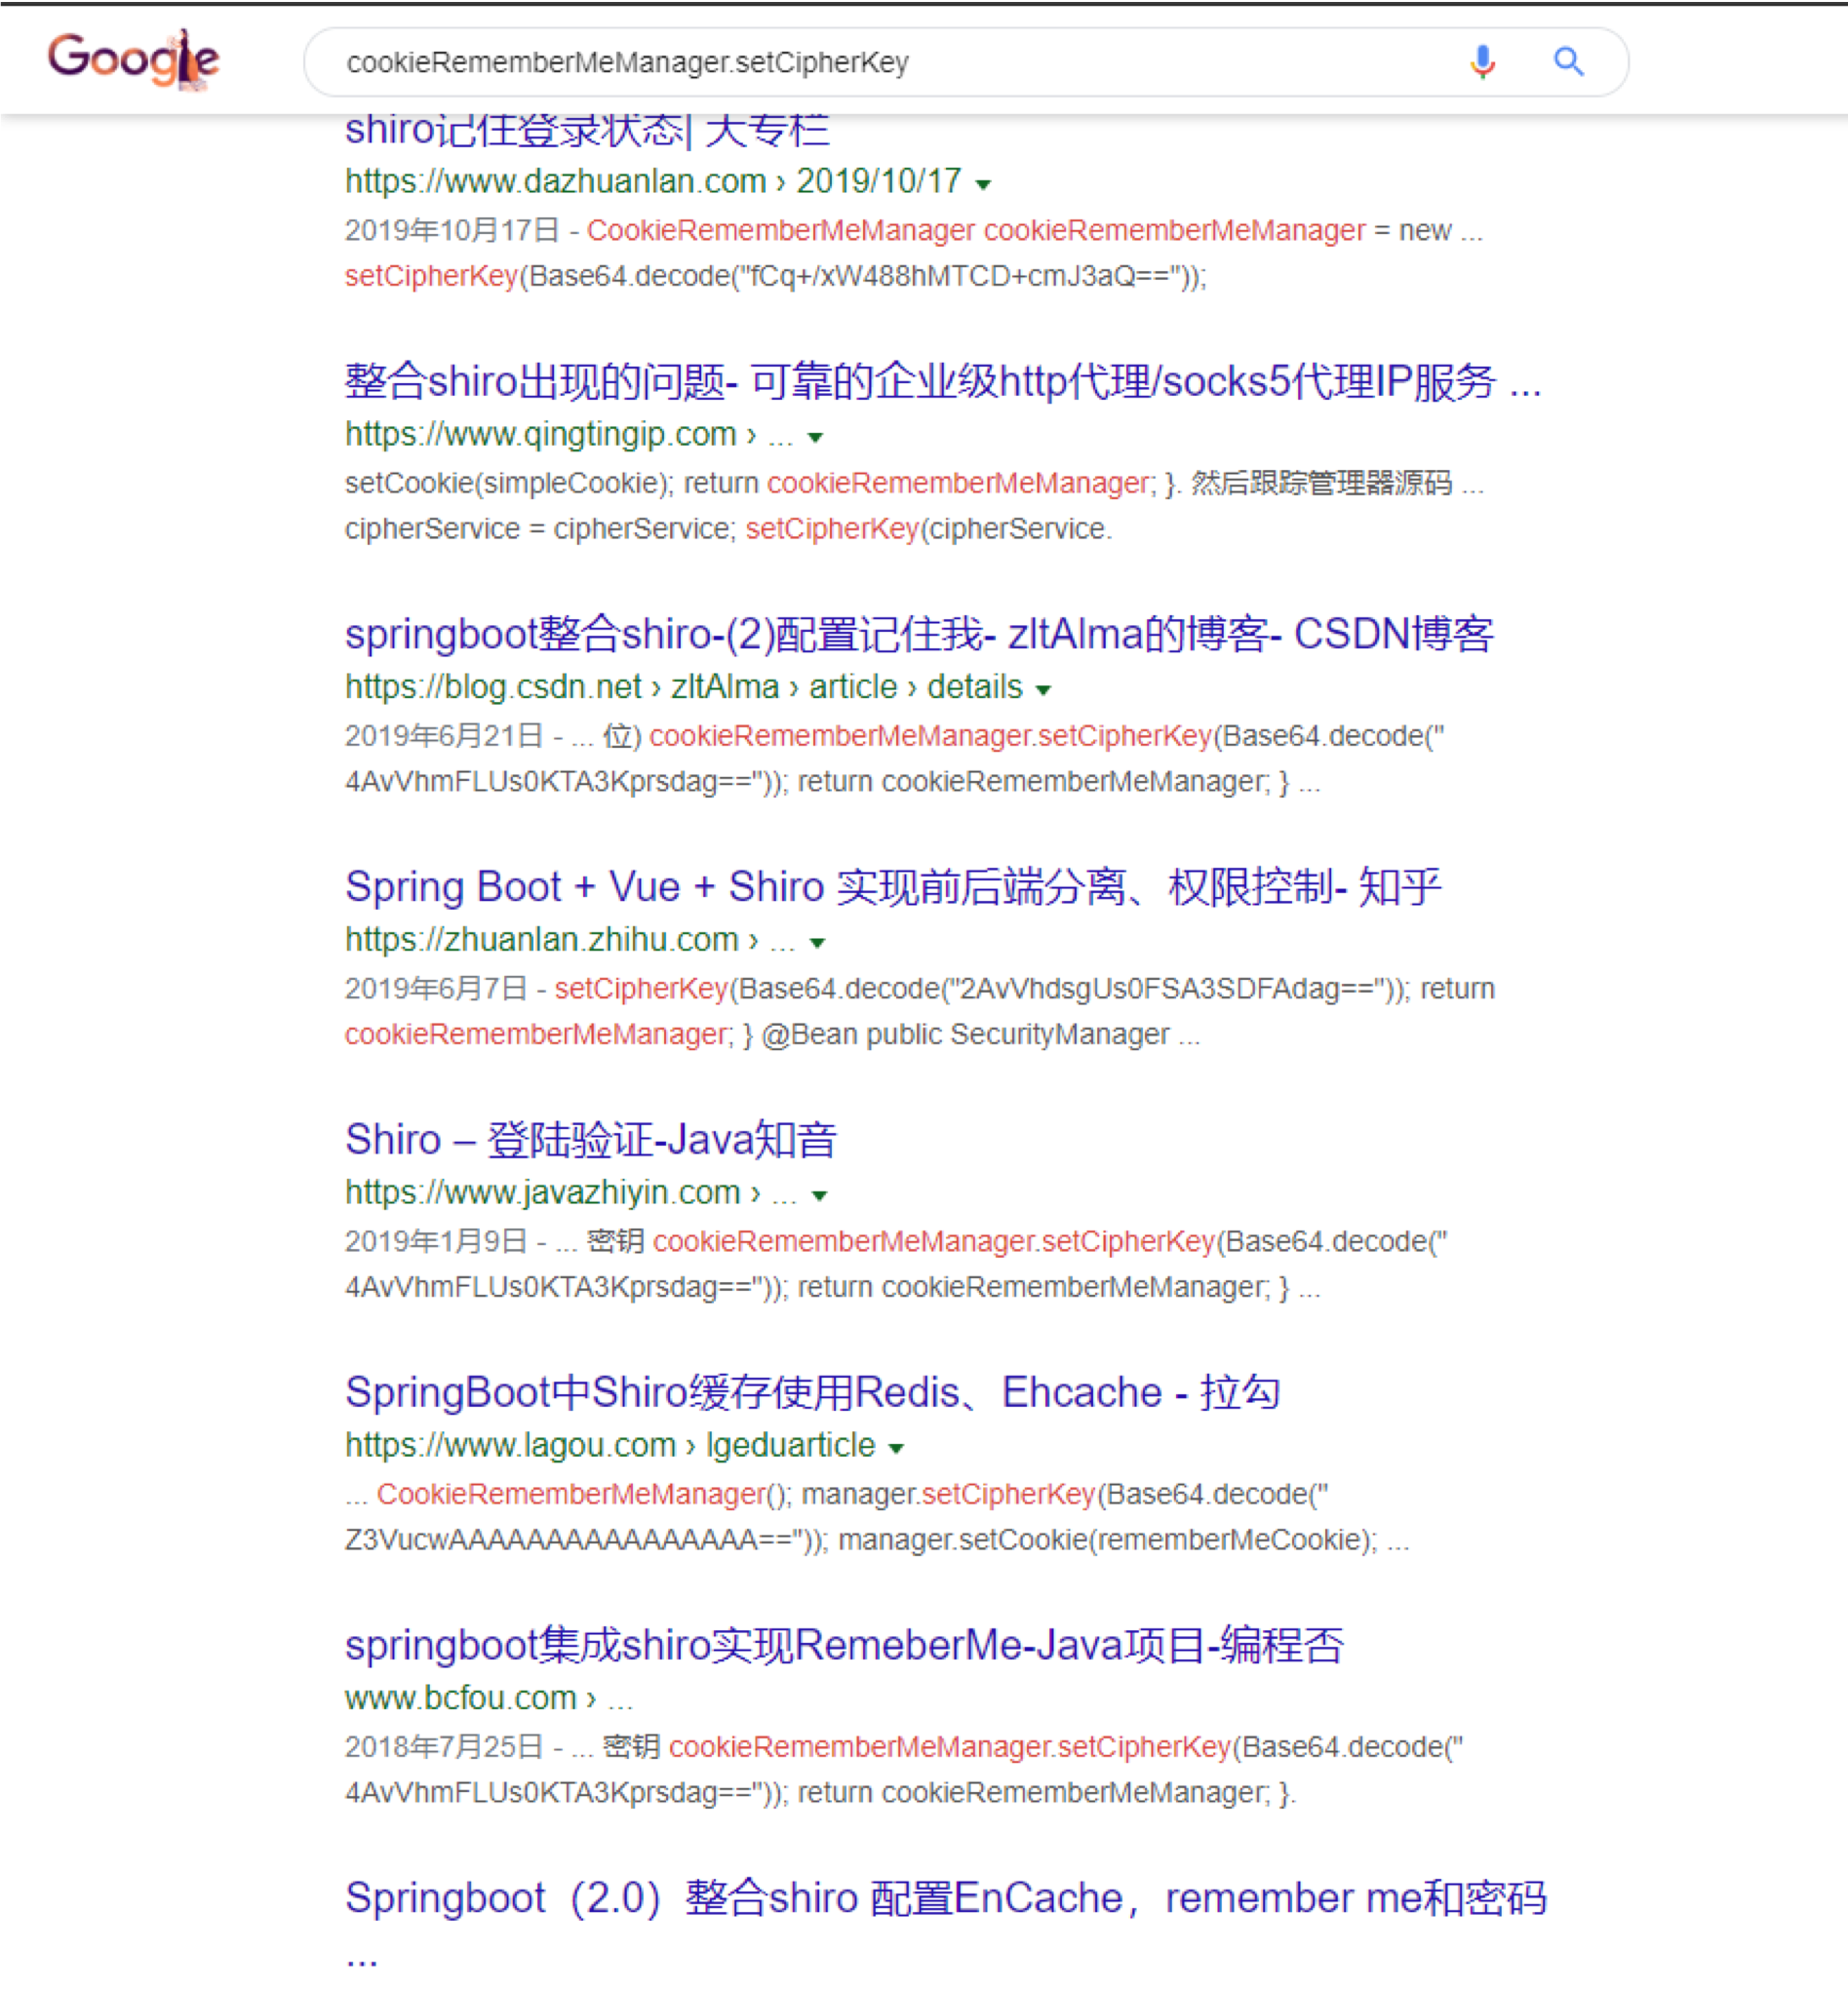 Google
cookieRememberMeManager.setCipherKey
shiro记住登录状态| 大专栏
https://www.dazhuanlan.com › 2019/10/17
2019年10月17日 - CookieRememberMeManager cookieRememberMeManager = new ...
setCipherKey(Base64.decode("fCq+/xW488hMTCD+cmJ3aQ=="));
整合shiro出现的问题- 可靠的企业级http代理/socks5代理IP服务 ...
https://www.qingtingip.com › ...
setCookie(simpleCookie); return cookieRememberMeManager; }. 然后跟踪管理器源码 ...
cipherService = cipherService; setCipherKey(cipherService.
springboot整合shiro-(2)配置记住我- zltAlma的博客- CSDN博客
https://blog.csdn.net › zltAlma › article › details
2019年6月21日 - ... 位) cookieRememberMeManager.setCipherKey(Base64.decode("
4AvVhmFLUs0KTA3Kprsdag==")); return cookieRememberMeManager; } ...
Spring Boot + Vue + Shiro 实现前后端分离、权限控制- 知乎
https://zhuanlan.zhihu.com › ...
2019年6月7日 - setCipherKey(Base64.decode("2AvVhdsgUs0FSA3SDFAdag==")); return
cookieRememberMeManager; } @Bean public SecurityManager ...
Shiro – 登陆验证-Java知音
https://www.javazhiyin.com › ...
2019年1月9日 - ... 密钥 cookieRememberMeManager.setCipherKey(Base64.decode("
4AvVhmFLUs0KTA3Kprsdag==")); return cookieRememberMeManager; } ...
SpringBoot中Shiro缓存使用Redis、Ehcache - 拉勾
https://www.lagou.com › lgeduarticle
... CookieRememberMeManager(); manager.setCipherKey(Base64.decode("
Z3VucwAAAAAAAAAAAAAAAA==")); manager.setCookie(rememberMeCookie); ...
springboot集成shiro实现RemeberMe-Java项目-编程否
www.bcfou.com › ...
2018年7月25日 - ... 密钥 cookieRememberMeManager.setCipherKey(Base64.decode("
4AvVhmFLUs0KTA3Kprsdag==")); return cookieRememberMeManager; }.
Springboot（2.0）整合shiro 配置EnCache，remember me和密码
...